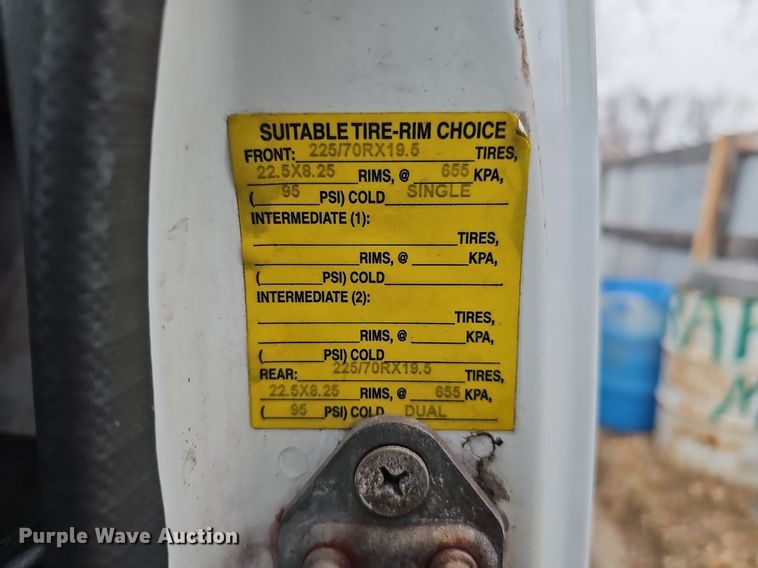 SUITABLE TIRE-RIM CHOICE
FRONT: 225/70RX19.5 TIRES,
22.5X8.25 RIMS, @ 655 KPA,
( 95 PSI) COLD SINGLE
INTERMEDIATE (1):
TIRES,
RIMS, @ KPA,
( PSI) COLD
INTERMEDIATE (2):
TIRES,
RIMS, @ KPA,
( PSI) COLD
REAR: 225/70RX19.5 TIRES,
22.5X8.25 RIMS, @ 655 KPA,
( 95 PSI) COLD DUAL
Purple Wave Auction